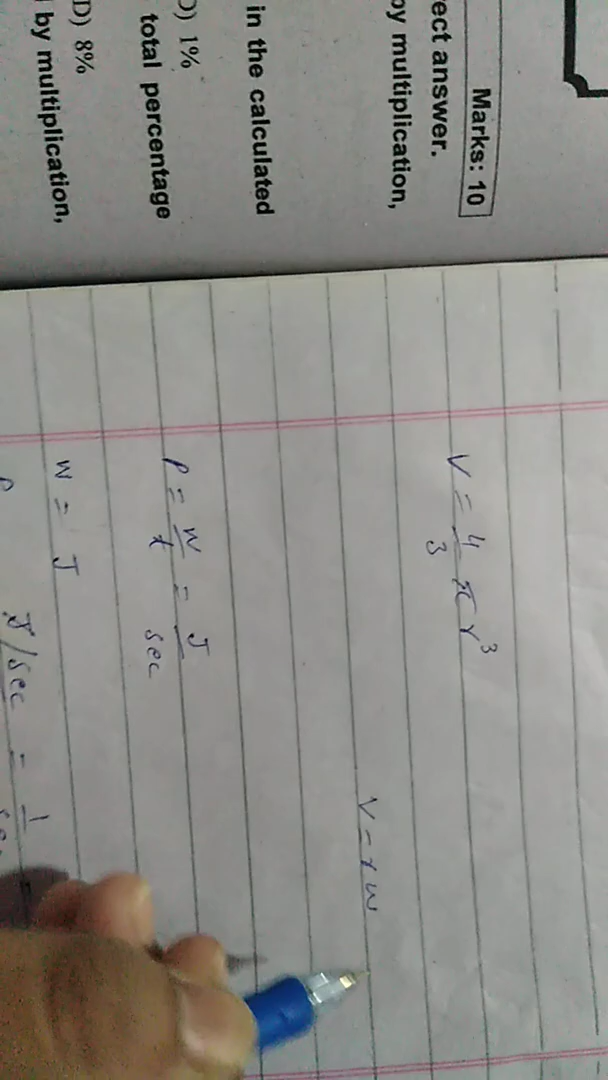 Marks: 10
ect answer.
by multiplication,
in the calculated
D) 1%
total percentage
D) 8%
by multiplication,
V = 4/3 π r³
V = r w
P = W/t = J/sec
W = J
J/sec = 1